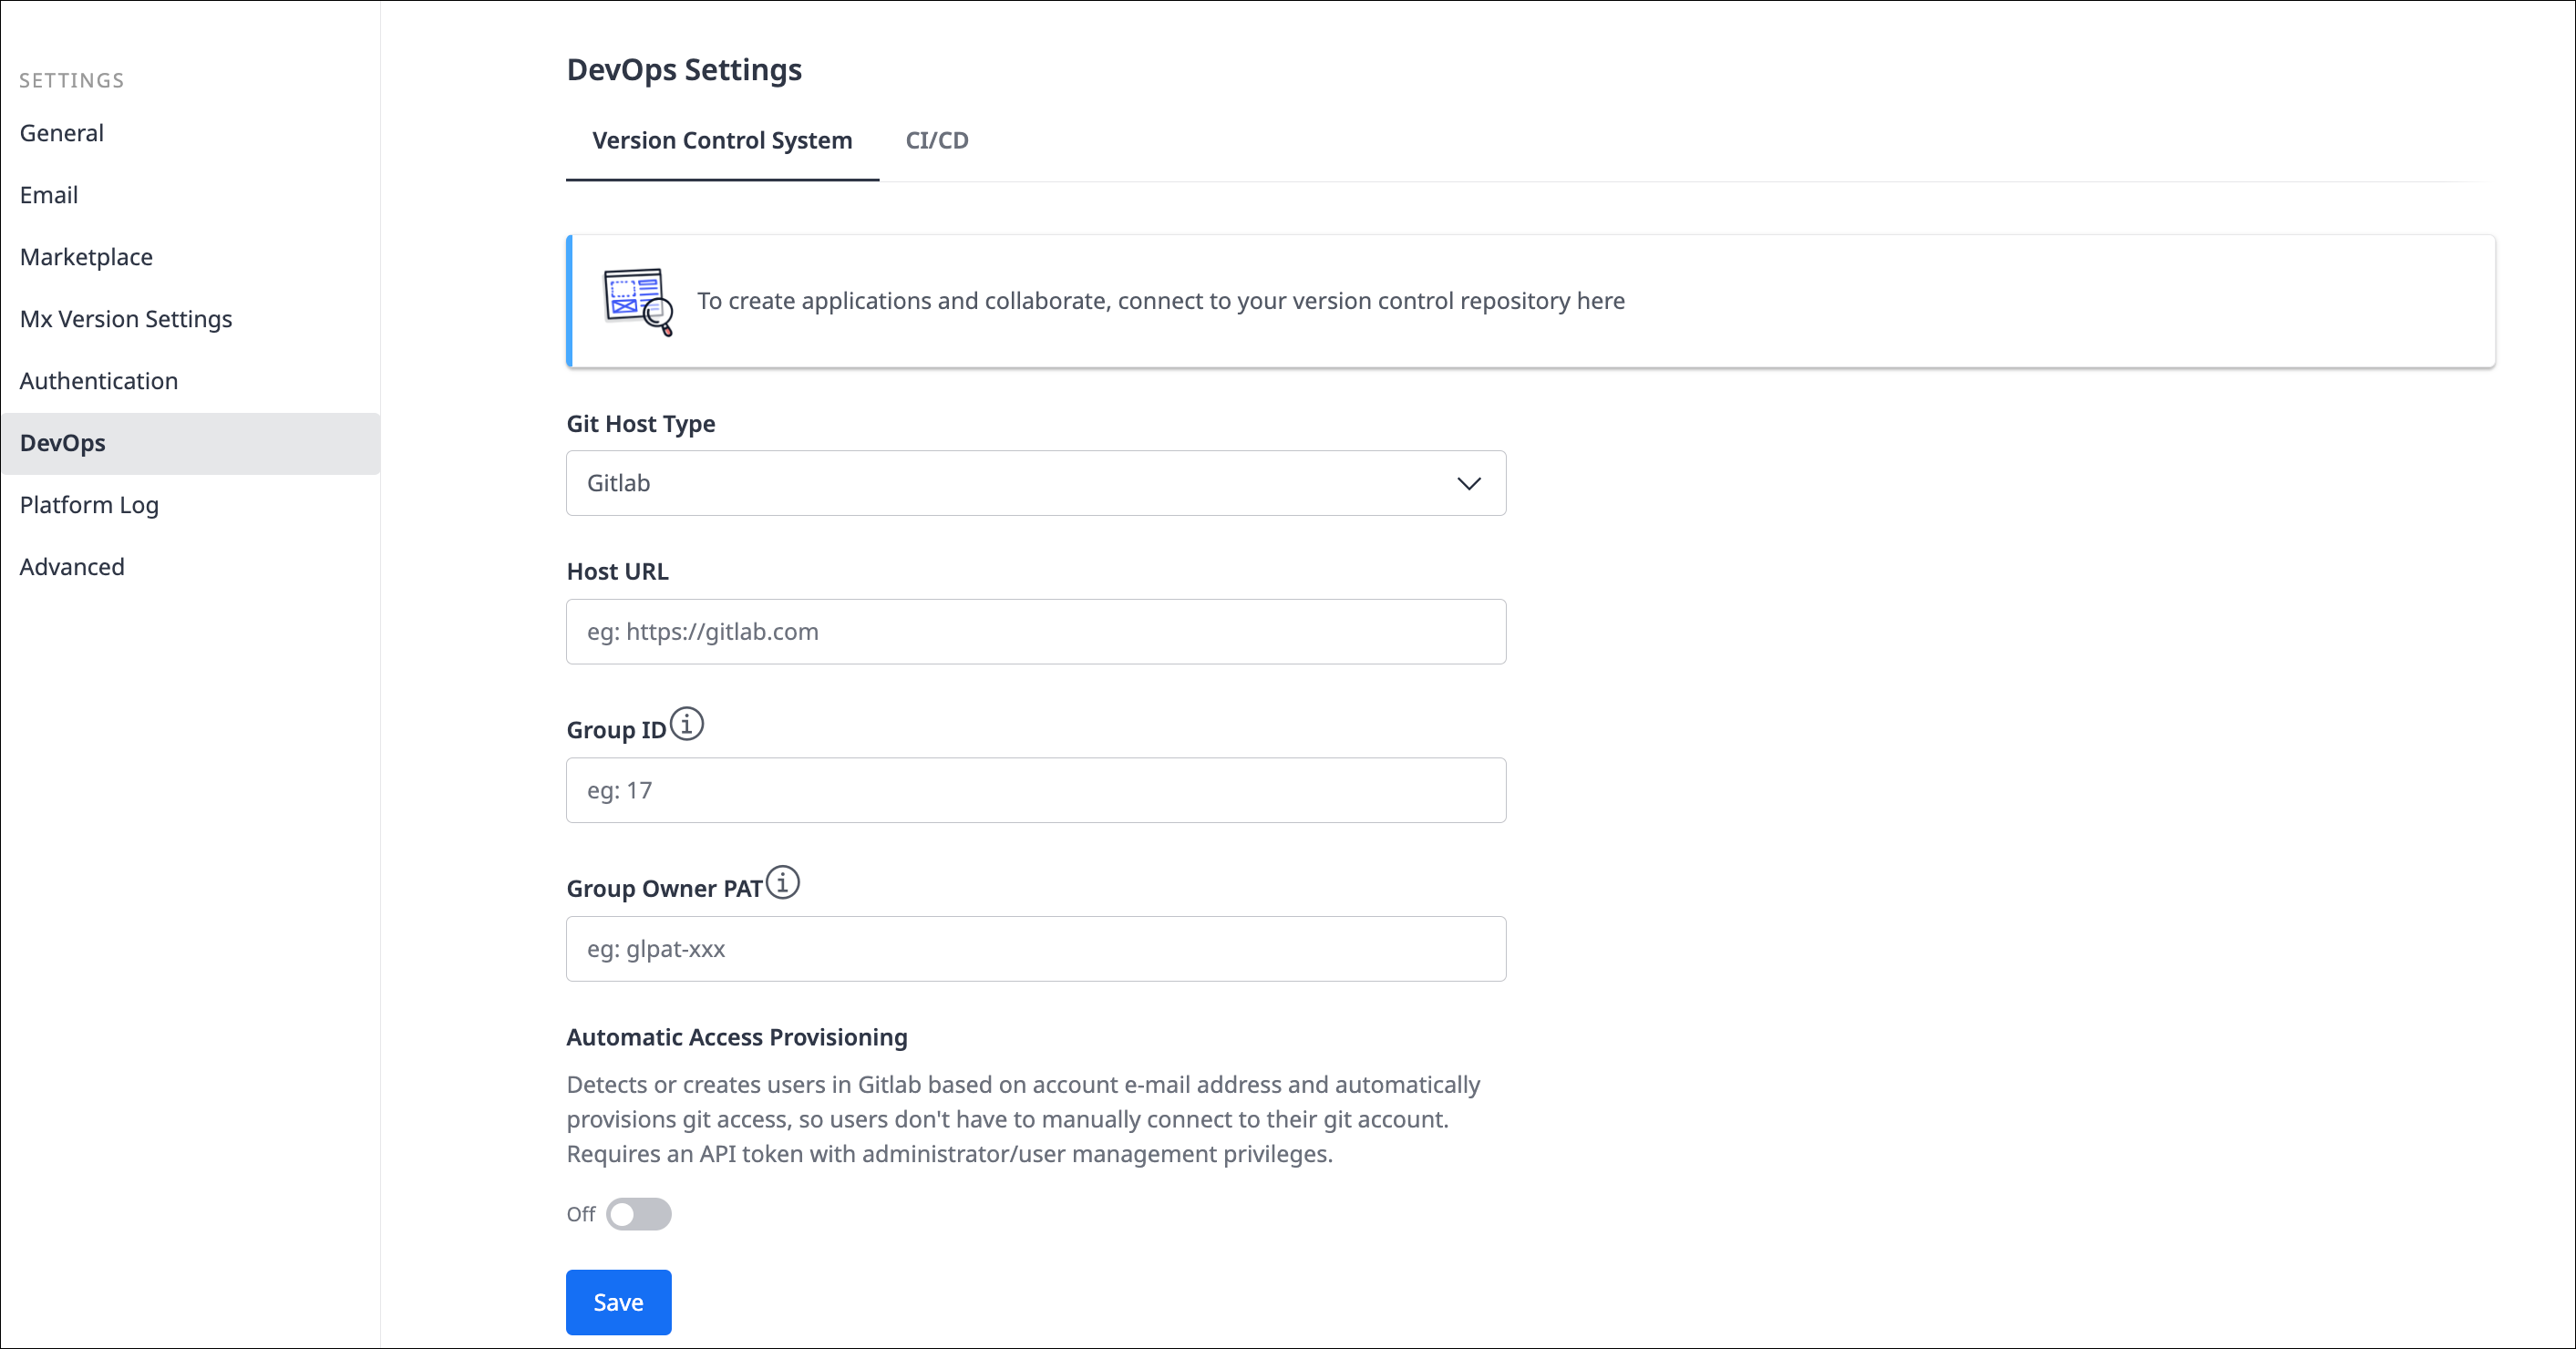 SETTINGS
General
Email
Marketplace
Mx Version Settings
Authentication
DevOps
Platform Log
Advanced
DevOps Settings
Version Control System
CI/CD
To create applications and collaborate, connect to your version control repository here
Git Host Type
Gitlab
Host URL
eg: https://gitlab.com
Group ID
eg: 17
Group Owner PAT
eg: glpat-xxx
Automatic Access Provisioning
Detects or creates users in Gitlab based on account e-mail address and automatically
provisions git access, so users don't have to manually connect to their git account.
Requires an API token with administrator/user management privileges.
Off
Save